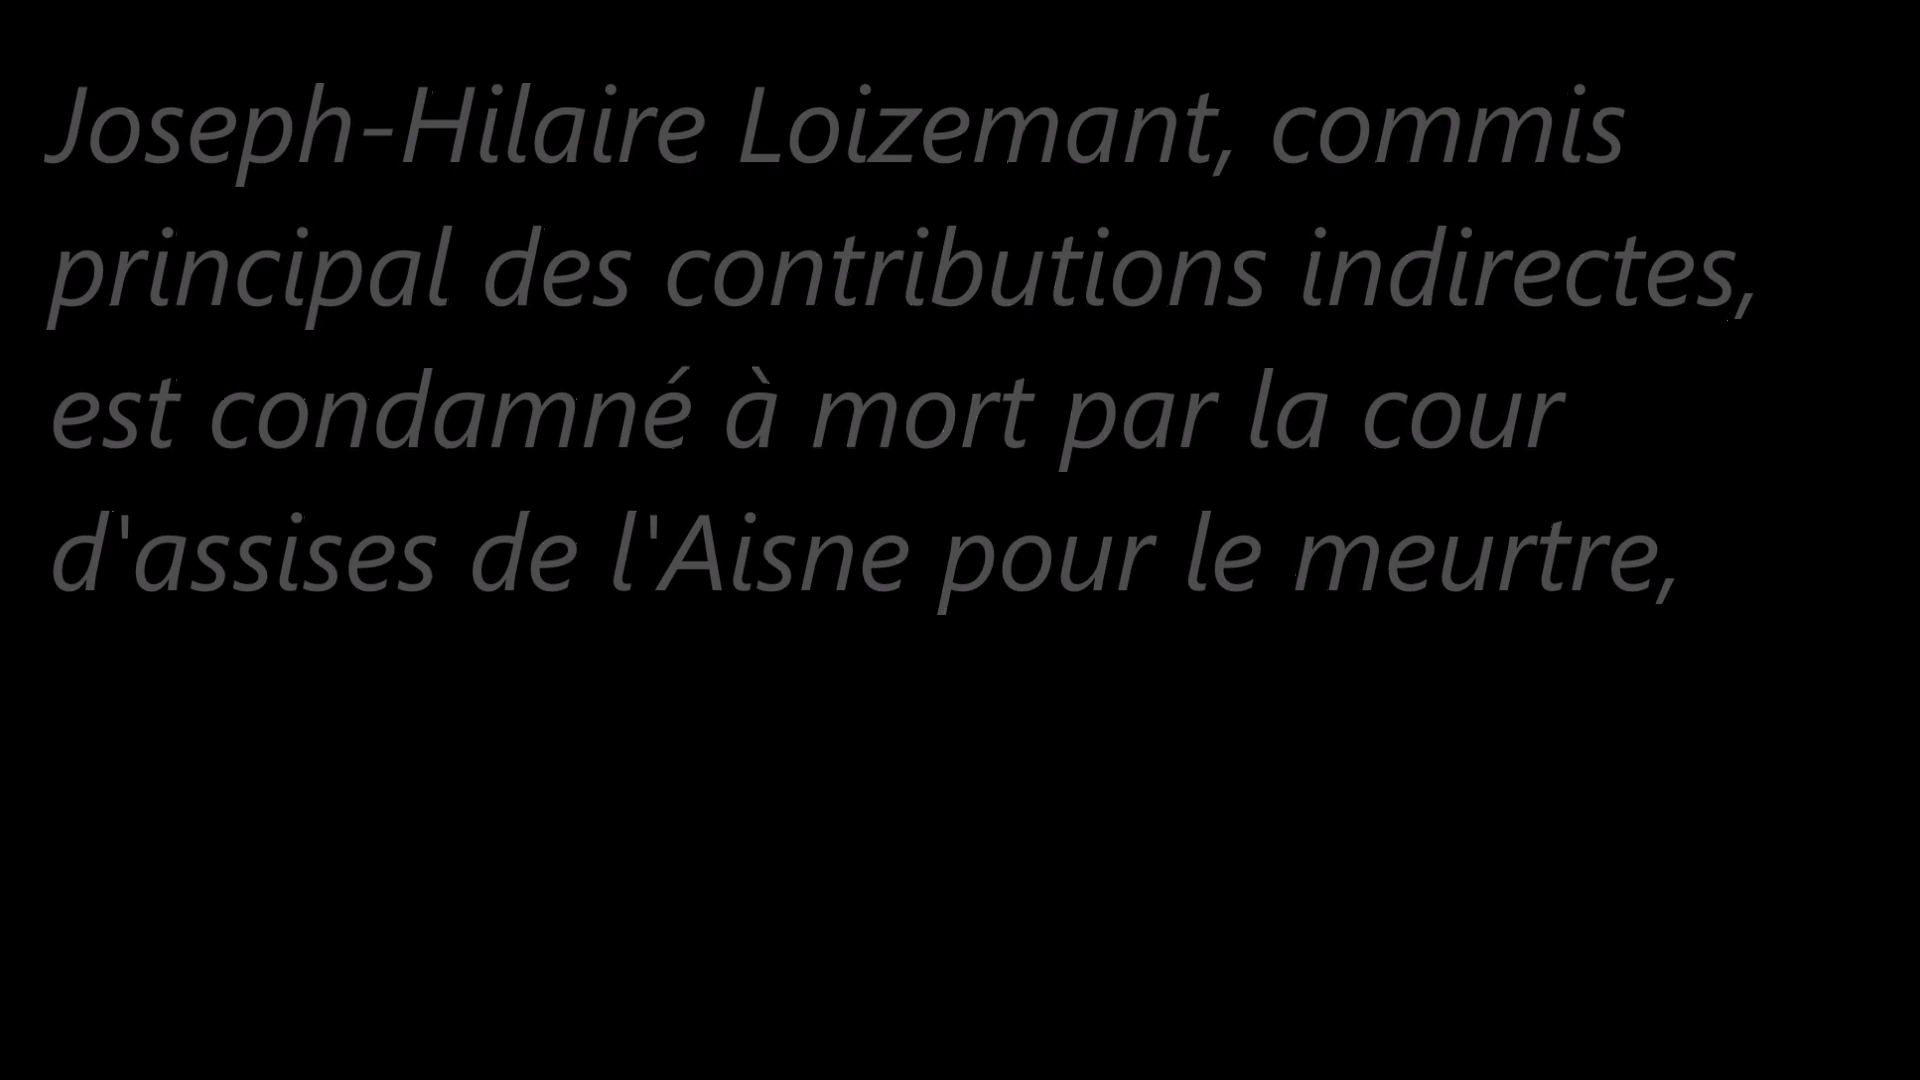 Joseph-Hilaire Loizemant, commis
principal des contributions indirectes,
est condamné à mort par la cour
d'assises de l'Aisne pour le meurtre,